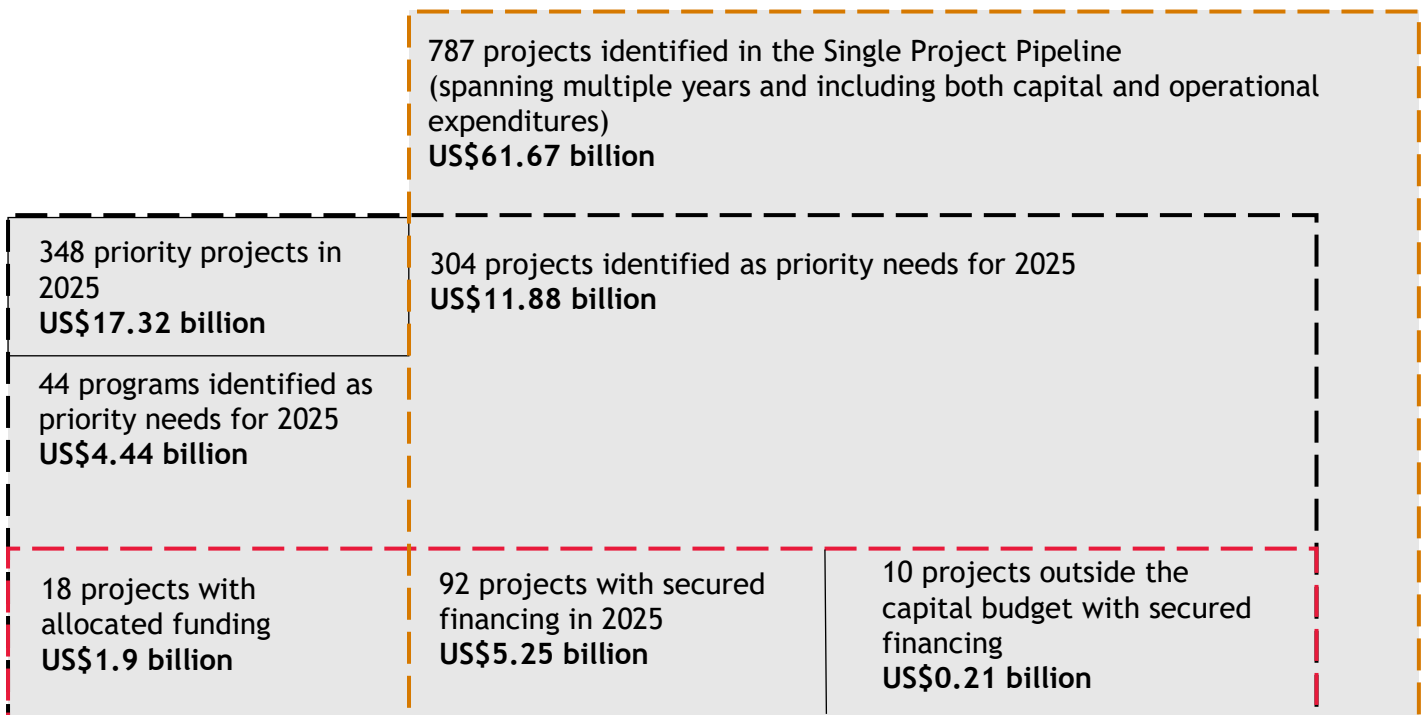 787 projects identified in the Single Project Pipeline
(spanning multiple years and including both capital and operational
expenditures)
US$61.67 billion
348 priority projects in
2025
US$17.32 billion
304 projects identified as priority needs for 2025
US$11.88 billion
44 programs identified as
priority needs for 2025
US$4.44 billion
18 projects with
allocated funding
US$1.9 billion
92 projects with secured
financing in 2025
US$5.25 billion
10 projects outside the
capital budget with secured
financing
US$0.21 billion